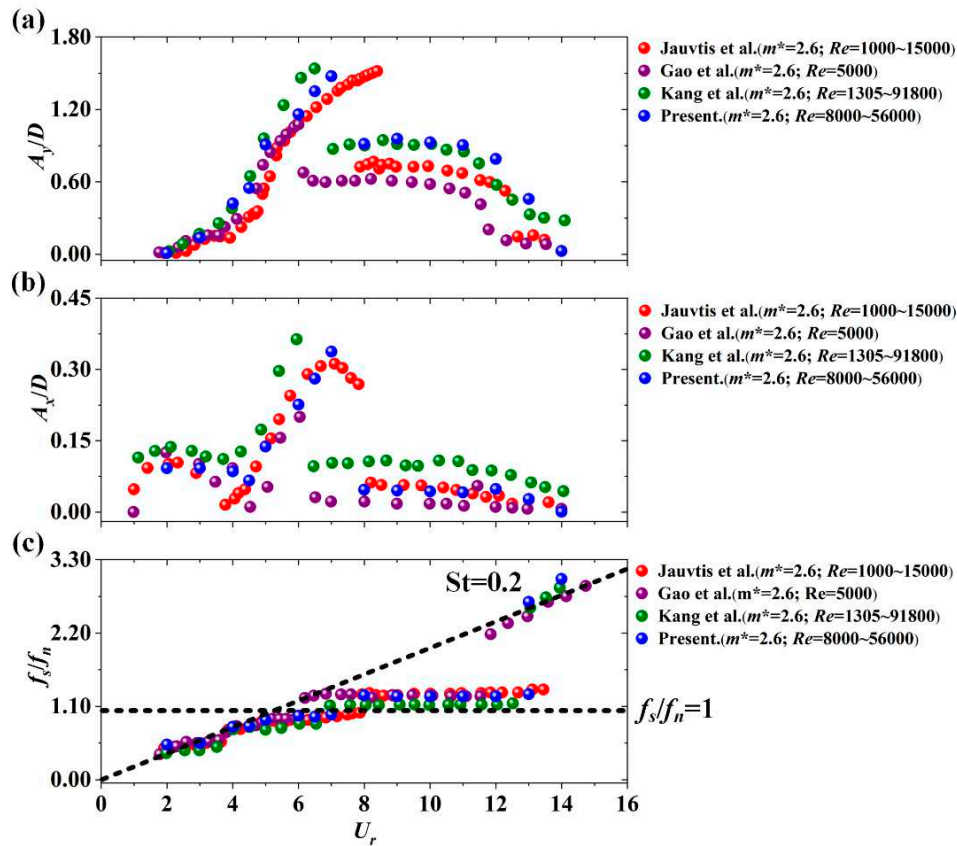 (a)
1.80
1.20
0.60
0.00
A_y/D
Jauvtis et al.(m*=2.6; Re=1000~15000)
Gao et al.(m*=2.6; Re=5000)
Kang et al.(m*=2.6; Re=1305~91800)
Present.(m*=2.6; Re=8000~56000)
(b)
0.45
0.30
0.15
0.00
A_x/D
Jauvtis et al.(m*=2.6; Re=1000~15000)
Gao et al.(m*=2.6; Re=5000)
Kang et al.(m*=2.6; Re=1305~91800)
Present.(m*=2.6; Re=8000~56000)
(c)
3.30
2.20
1.10
0.00
f_s/f_n
St=0.2
f_s/f_n=1
Jauvtis et al.(m*=2.6; Re=1000~15000)
Gao et al.(m*=2.6; Re=5000)
Kang et al.(m*=2.6; Re=1305~91800)
Present.(m*=2.6; Re=8000~56000)
0 2 4 6 8 10 12 14 16
U_r